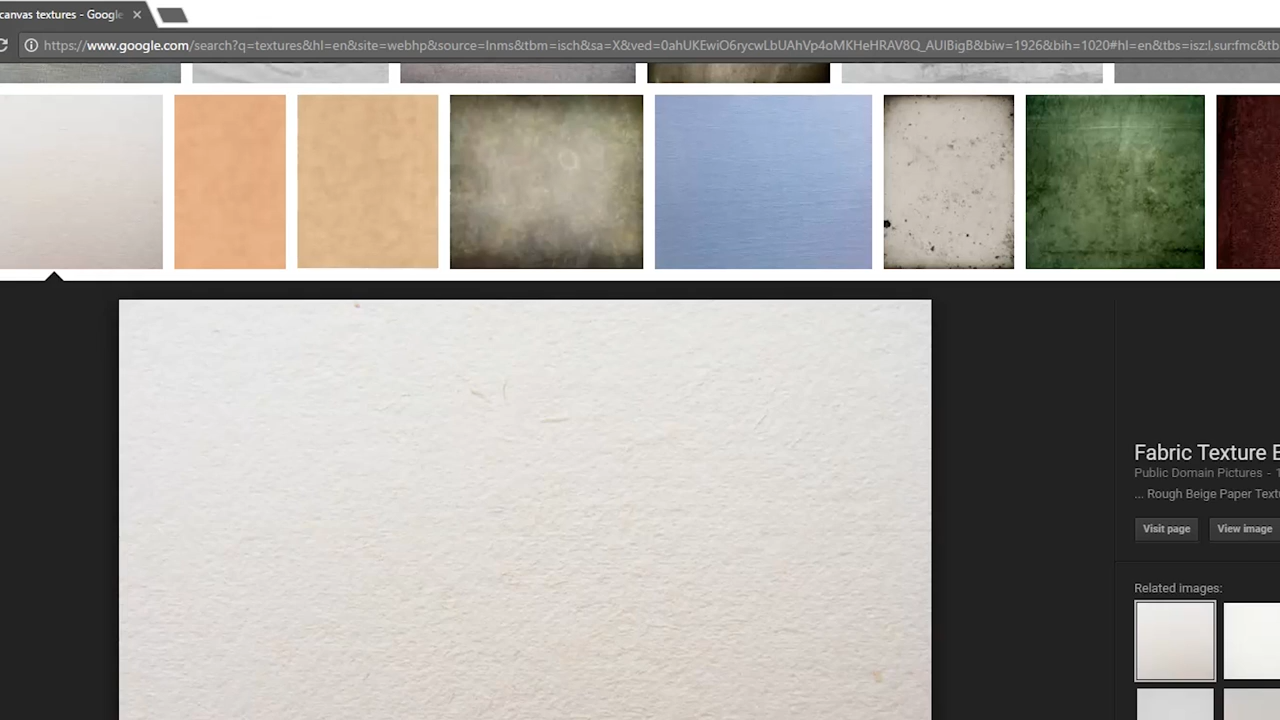 canvas textures - Google
https://www.google.com/search?q=textures&hl=en&site=webhp&source=lnms&tbm=isch&sa=X&ved=0ahUKEwiO6rycwLbUAhVp4oMKHeHRAV8Q_AUIBigB&biw=1926&bih=1020#hl=en&tbs=isz:l,sur:fmc&tb
Fabric Texture B
Public Domain Pictures - 1
... Rough Beige Paper Textu
Visit page
View image
Related images: